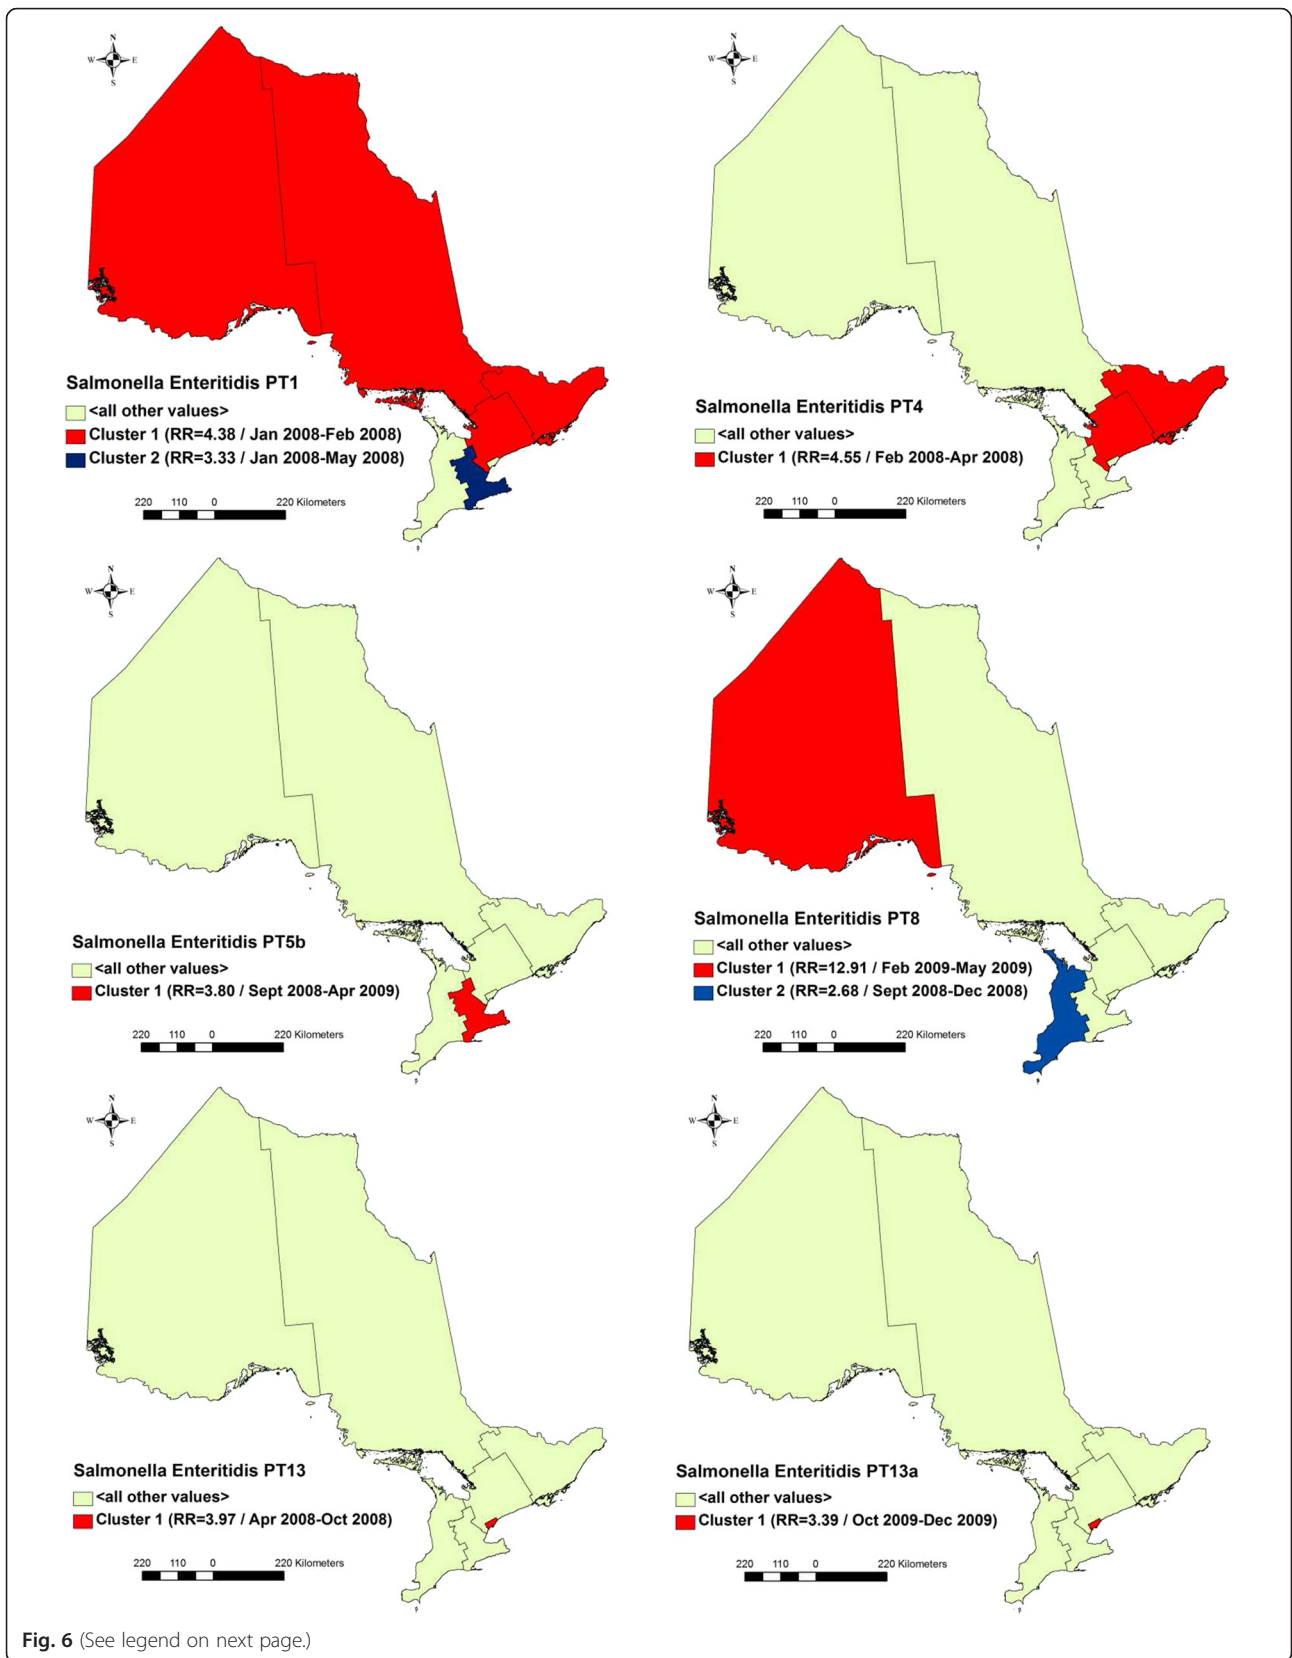 N
W E
S
Salmonella Enteritidis PT1
<all other values>
Cluster 1 (RR=4.38 / Jan 2008-Feb 2008)
Cluster 2 (RR=3.33 / Jan 2008-May 2008)
220 110 0 220 Kilometers
N
W E
S
Salmonella Enteritidis PT4
<all other values>
Cluster 1 (RR=4.55 / Feb 2008-Apr 2008)
220 110 0 220 Kilometers
N
W E
S
Salmonella Enteritidis PT5b
<all other values>
Cluster 1 (RR=3.80 / Sept 2008-Apr 2009)
220 110 0 220 Kilometers
N
W E
S
Salmonella Enteritidis PT8
<all other values>
Cluster 1 (RR=12.91 / Feb 2009-May 2009)
Cluster 2 (RR=2.68 / Sept 2008-Dec 2008)
220 110 0 220 Kilometers
N
W E
S
Salmonella Enteritidis PT13
<all other values>
Cluster 1 (RR=3.97 / Apr 2008-Oct 2008)
220 110 0 220 Kilometers
N
W E
S
Salmonella Enteritidis PT13a
<all other values>
Cluster 1 (RR=3.39 / Oct 2009-Dec 2009)
220 110 0 220 Kilometers
Fig. 6 (See legend on next page.)